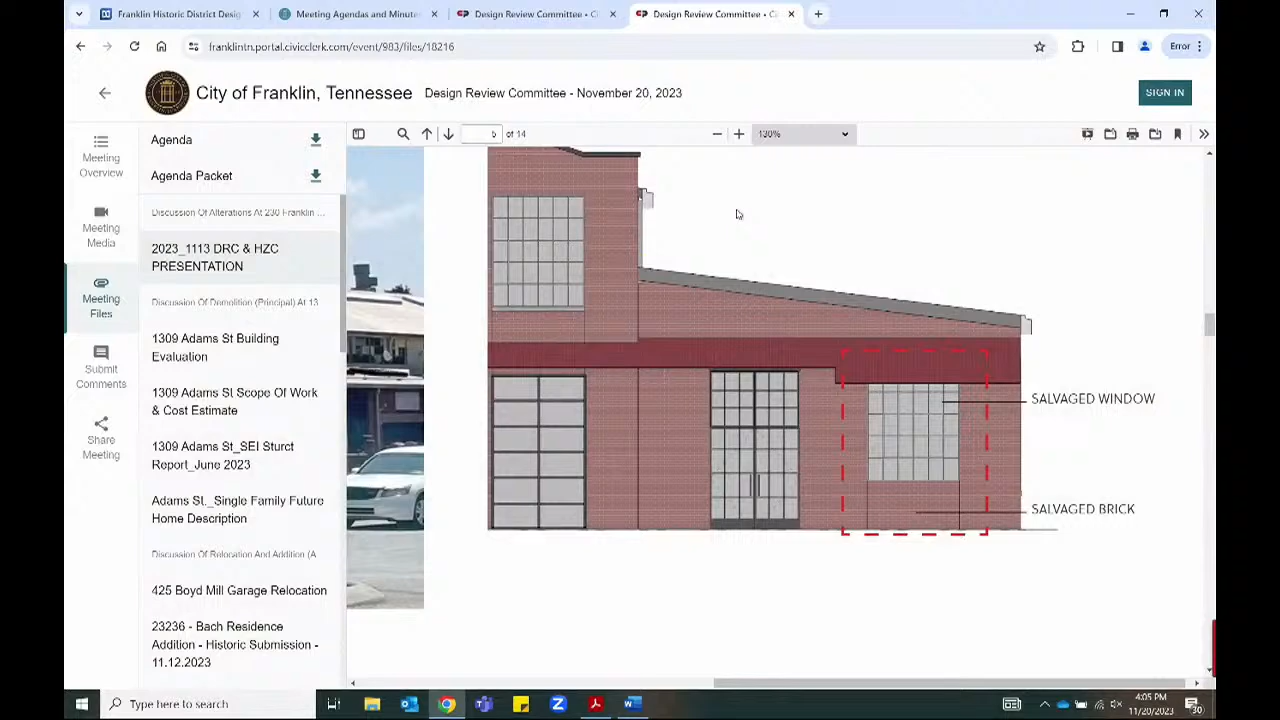 Franklin Historic District Desig
Meeting Agendas and Minute
Design Review Committee • C
Design Review Committee • C
franklintn.portal.civicclerk.com/event/983/files/18216
Error
City of Franklin, Tennessee
Design Review Committee - November 20, 2023
SIGN IN
Meeting
Overview
Meeting
Media
Meeting
Files
Submit
Comments
Share
Meeting
Agenda
Agenda Packet
Discussion Of Alterations At 230 Franklin ...
2023_1113 DRC & HZC
PRESENTATION
Discussion Of Demolition (Principal) At 13
1309 Adams St Building
Evaluation
1309 Adams St Scope Of Work
& Cost Estimate
1309 Adams St_SEI Sturct
Report_June 2023
Adams St_ Single Family Future
Home Description
Discussion Of Relocation And Addition (A
425 Boyd Mill Garage Relocation
23236 - Bach Residence
Addition - Historic Submission -
11.12.2023
5 of 14
130%
SALVAGED WINDOW
SALVAGED BRICK
Type here to search
4:05 PM
11/20/2023
30